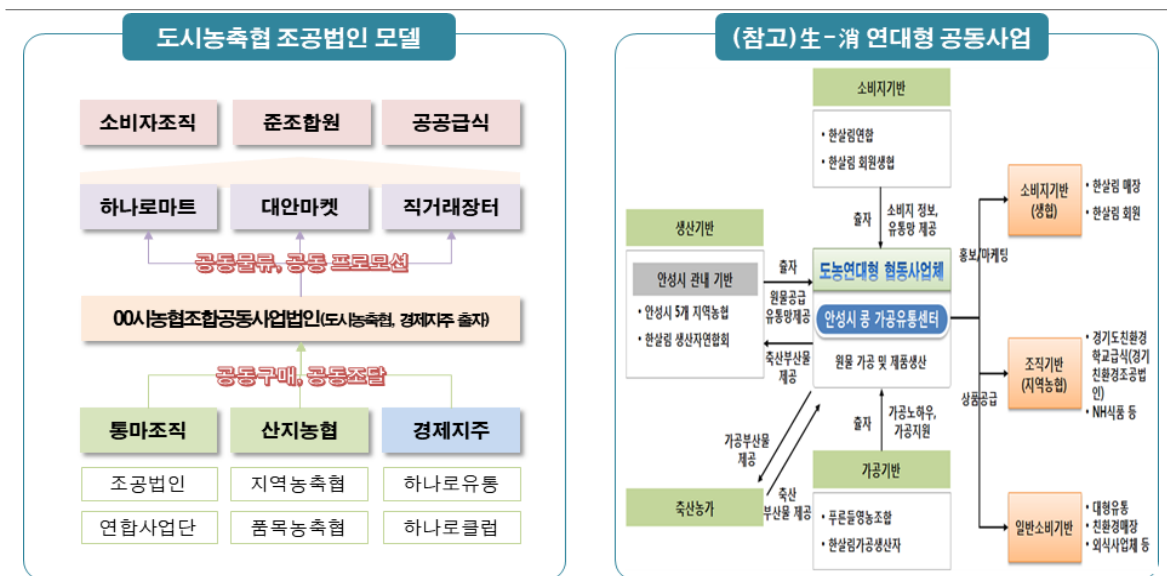 도시농축협 조공법인 모델
소비자조직
준조합원
공공급식
하나로마트
대안마켓
직거래장터
공동물류, 공동 프로모션
00시농협조합공동사업법인(도시농축협, 경제지주 출자)
공동구매, 공동조달
통마조직
산지농협
경제지주
조공법인
지역농축협
하나로유통
연합사업단
품목농축협
하나로클럽
(참고) 生-消 연대형 공동사업
소비지기반
• 한살림연합
• 한살림 회원생협
출자
소비지 정보,
유통망 제공
생산기반
안성시 관내 기반
• 안성시 5개 지역농협
• 한살림 생산자연합회
출자
원물공급
유통망제공
축산부산물
제공
도농연대형 협동사업체
안성시 콩 가공유통센터
원물 가공 및 제품생산
홍보/마케팅
상품공급
소비지기반
(생협)
• 한살림 매장
• 한살림 회원
조직기반
(지역농협)
• 경기도친환경
학교급식(경기
친환경조공법
인)
• NH식품 등
일반소비기반
• 대형유통
• 친환경매장
• 외식사업체 등
가공부산물
제공
축산
부산물 제공
축산농가
출자
가공노하우,
가공지원
가공기반
• 푸른들영농조합
• 한살림가공생산자